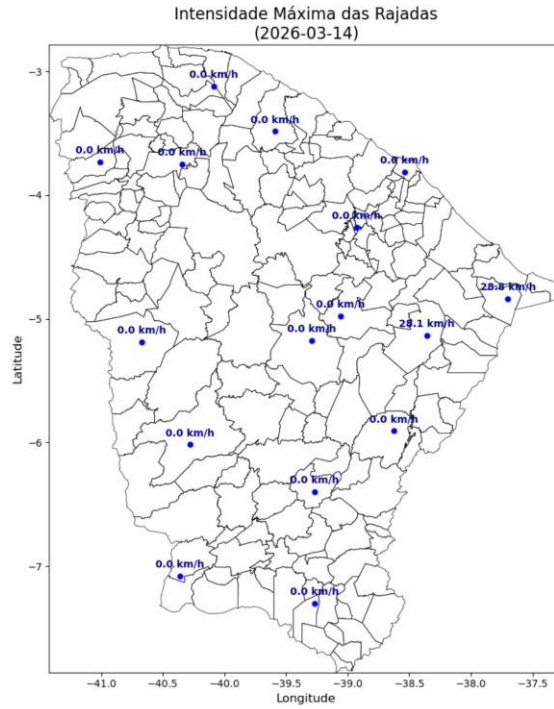 Intensidade Máxima das Rajadas
(2026-03-14)
−3
0.0 km/h
0.0 km/h
0.0 km/h
0.0 km/h
0.0 km/h
−4
0.0 km/h
28.8 km/h
0.0 km/h
−5
0.0 km/h
0.0 km/h
28.1 km/h
Latitude
0.0 km/h
−6
0.0 km/h
0.0 km/h
−7
0.0 km/h
0.0 km/h
−41.0
−40.5
−40.0
−39.5
−39.0
−38.5
−38.0
−37.5
Longitude